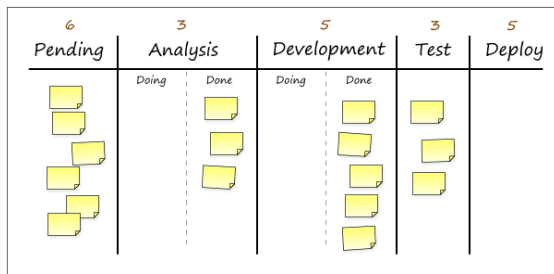 6 3 5 3 5
Pending Analysis Development Test Deploy
Doing Done Doing Done